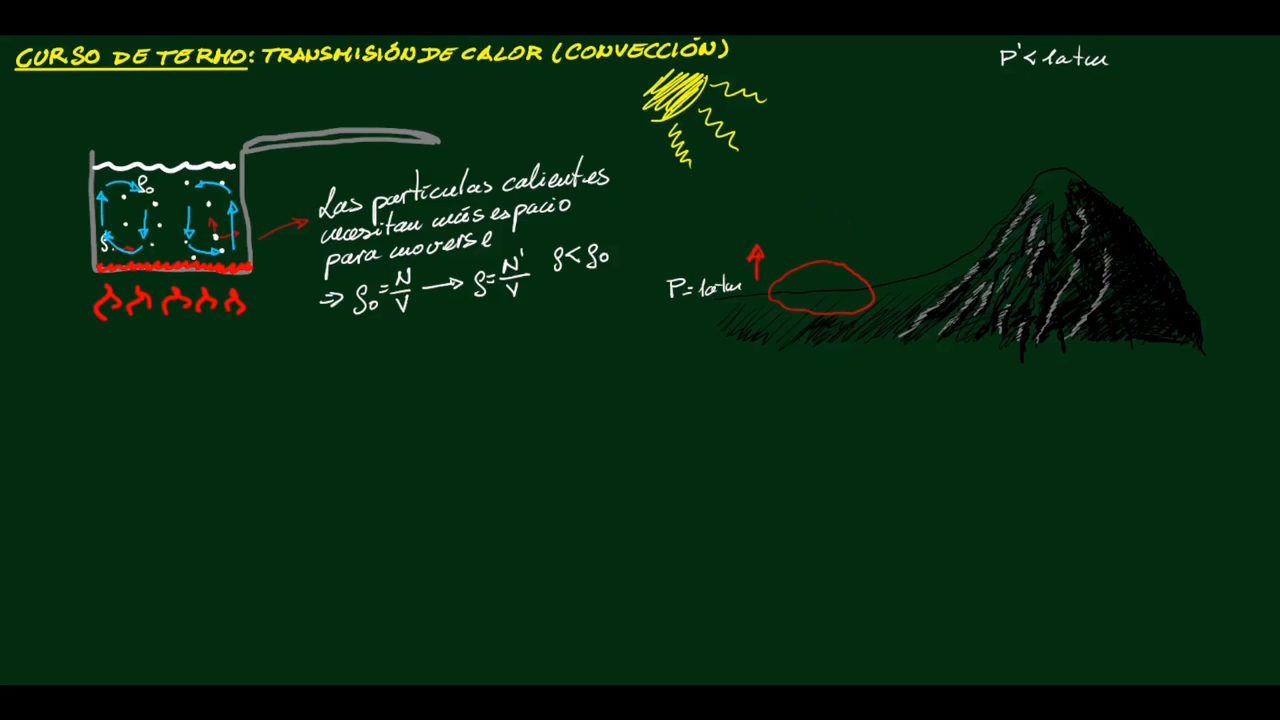 CURSO DE TERMO: TRANSMISIÓN DE CALOR (CONVECCIÓN)
P' < 1atm
ρ₀
ρ
Las partículas calientes
necesitan más espacio
para moverse
⇒ ρ₀ = N/V → ρ = N'/V ρ < ρ₀
P = 1atm